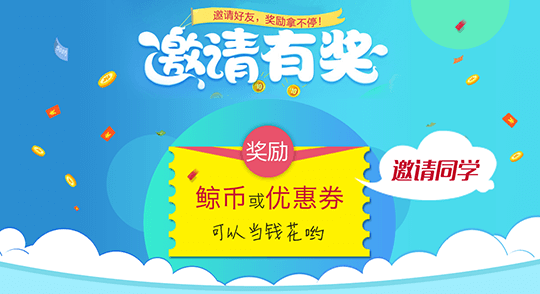 邀请好友，奖励拿不停！
邀请有奖
奖励
鲸币或优惠券
可以当钱花哟
邀请同学